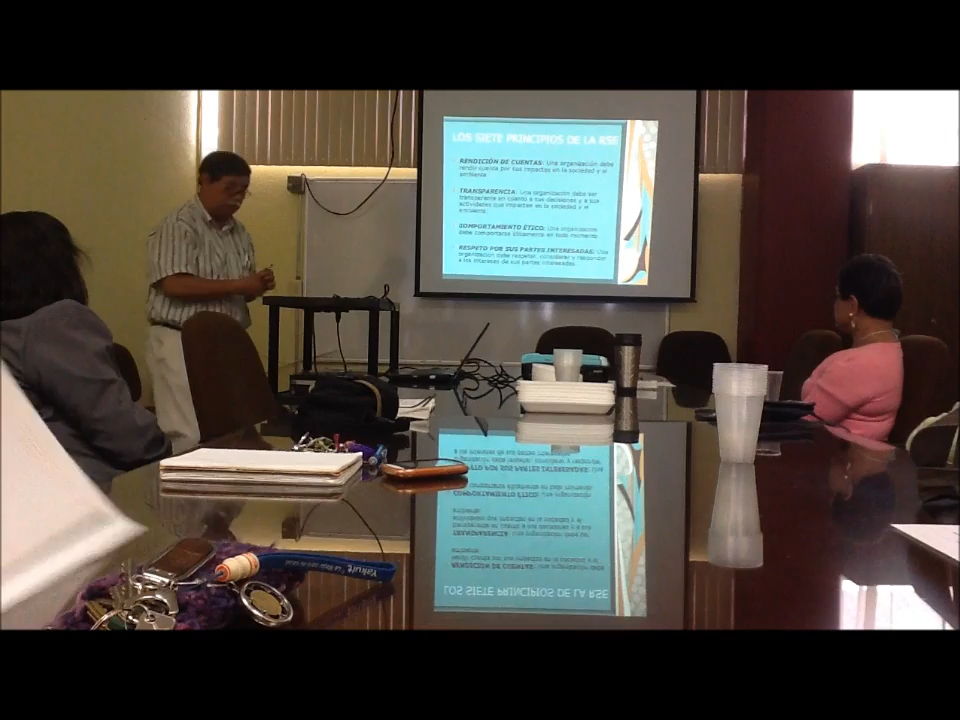 LOS SIETE PRINCIPIOS DE LA RSE
RENDICIÓN DE CUENTAS: Una organización debe
rendir cuenta por sus impactos en la sociedad y el
ambiente
TRANSPARENCIA: Una organización debe ser
transparente en cuanto a sus decisiones y a sus
actividades que impactan en la sociedad y el
ambiente.
COMPORTAMIENTO ÉTICO: Una organización
debe comportarse éticamente en todo momento
RESPETO POR SUS PARTES INTERESADAS: Una
organización debe respetar, considerar y responder
a los intereses de sus partes interesadas.